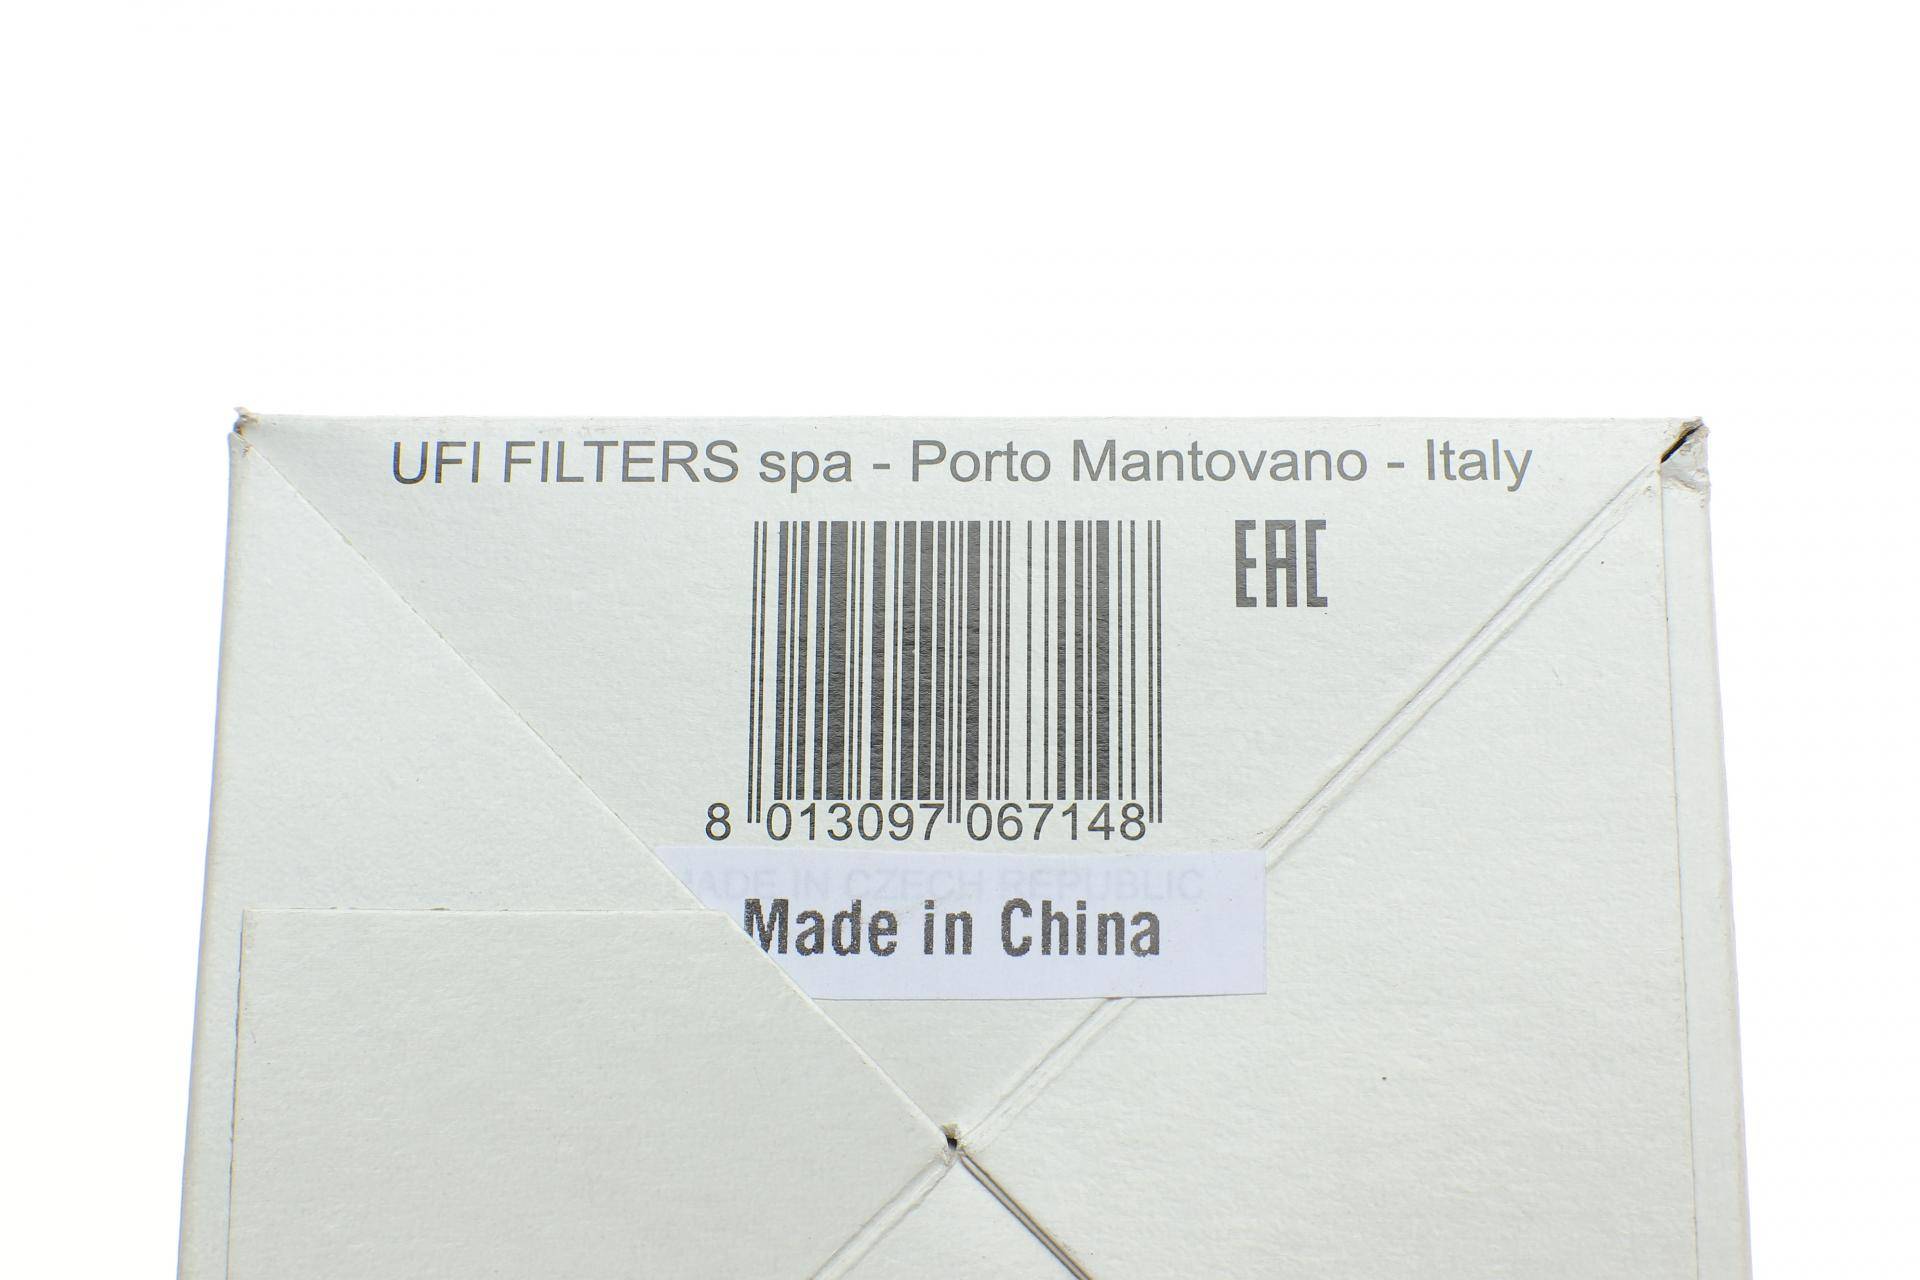 UFI FILTERS spa - Porto Mantovano - Italy
EAC
8 013097 067148
MADE IN CZECH REPUBLIC
Made in China